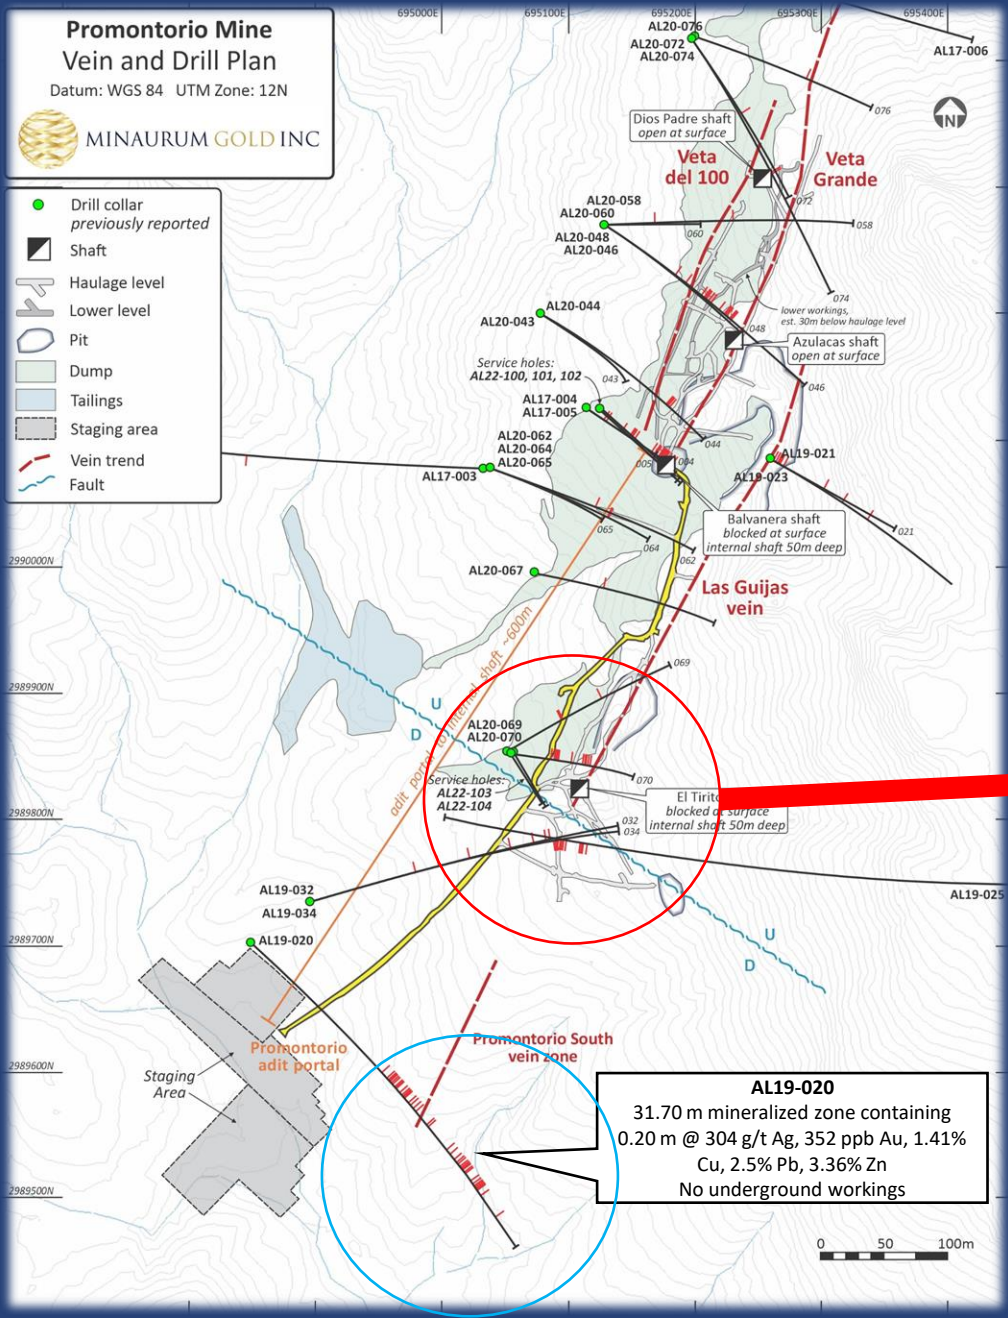 Promontorio Mine
Vein and Drill Plan
Datum: WGS 84 UTM Zone: 12N
MINAURUM GOLD INC
Drill collar
previously reported
Shaft
Haulage level
Lower level
Pit
Dump
Tailings
Staging area
Vein trend
Fault
695000E
695100E
695200E
695300E
695400E
AL20-076
AL20-072
AL20-074
AL17-006
076
N
Dios Padre shaft
open at surface
Veta
del 100
Veta
Grande
072
AL20-058
AL20-060
AL20-048
AL20-046
060
058
074
lower workings,
est. 30m below haulage level
AL20-044
AL20-043
048
Azulacas shaft
open at surface
Service holes:
AL22-100, 101, 102
043
046
AL17-004
AL17-005
044
AL20-062
AL20-064
AL20-065
AL17-003
005
004
AL19-021
AL19-023
065
064
062
021
Balvanera shaft
blocked at surface
internal shaft 50m deep
2990000N
AL20-067
Las Guijas
vein
adit portal to internal shaft ~600m
069
2989900N
U
D
AL20-069
AL20-070
Service holes:
AL22-103
AL22-104
070
El Tirito
blocked at surface
internal shaft 50m deep
2989800N
032
034
AL19-032
AL19-034
AL19-025
2989700N
AL19-020
U
D
Promontorio
adit portal
Promontorio South
vein zone
2989600N
Staging
Area
AL19-020
31.70 m mineralized zone containing
0.20 m @ 304 g/t Ag, 352 ppb Au, 1.41%
Cu, 2.5% Pb, 3.36% Zn
No underground workings
2989500N
0 50 100m